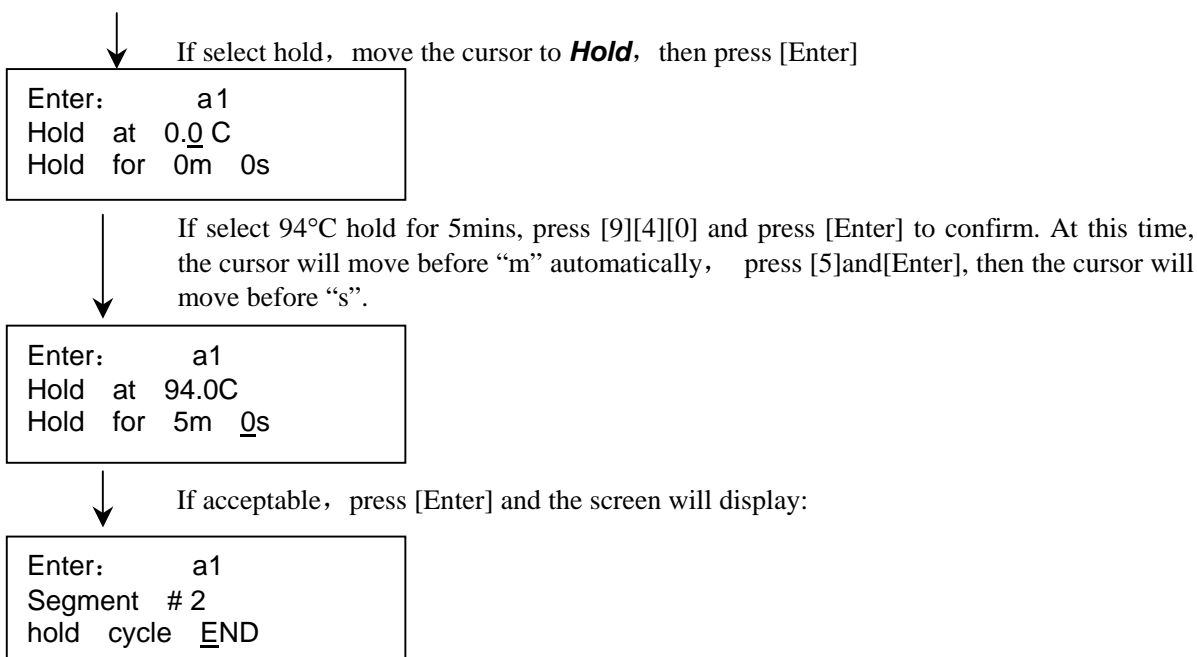 If select hold，move the cursor to Hold，then press [Enter]
Enter： a1
Hold at 0.0 C
Hold for 0m 0s
If select 94°C hold for 5mins, press [9][4][0] and press [Enter] to confirm. At this time,
the cursor will move before “m” automatically， press [5]and[Enter], then the cursor will
move before “s”.
Enter： a1
Hold at 94.0C
Hold for 5m 0s
If acceptable，press [Enter] and the screen will display:
Enter： a1
Segment # 2
hold cycle END